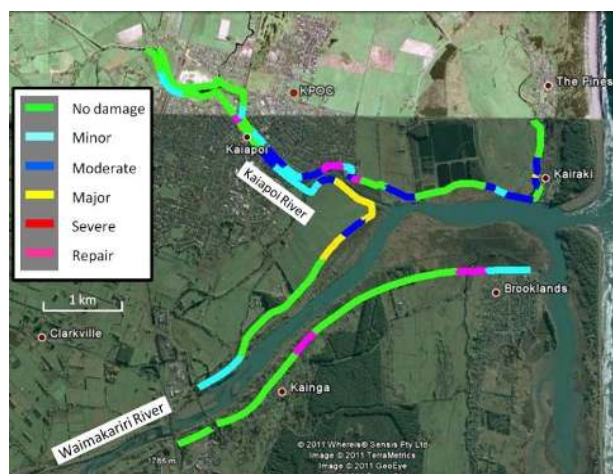 No damage
Minor
Moderate
Major
Severe
Repair
KPOC
The Pines
Kaiapoi
Kaiapoi River
Kairaki
1 km
Brooklands
Clarkville
Kainga
Waimakariri River
© 2011 Whereis® Sensis Pty Ltd
Image © 2011 TerraMetrics
Image © 2011 GeoEye